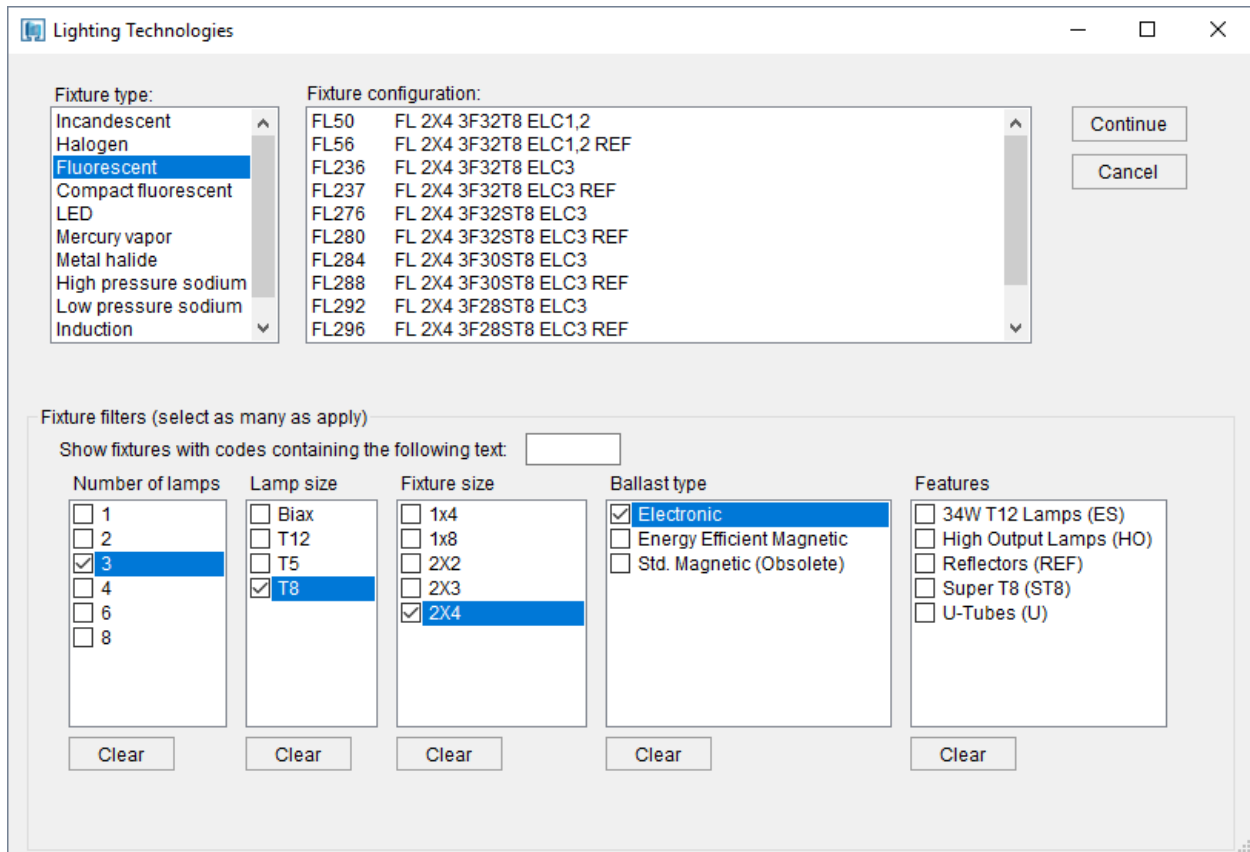 Lighting Technologies
Fixture type:
Incandescent
Halogen
Fluorescent
Compact fluorescent
LED
Mercury vapor
Metal halide
High pressure sodium
Low pressure sodium
Induction
Fixture configuration:
FL50 FL 2X4 3F32T8 ELC1,2
FL56 FL 2X4 3F32T8 ELC1,2 REF
FL236 FL 2X4 3F32T8 ELC3
FL237 FL 2X4 3F32T8 ELC3 REF
FL276 FL 2X4 3F32ST8 ELC3
FL280 FL 2X4 3F32ST8 ELC3 REF
FL284 FL 2X4 3F30ST8 ELC3
FL288 FL 2X4 3F30ST8 ELC3 REF
FL292 FL 2X4 3F28ST8 ELC3
FL296 FL 2X4 3F28ST8 ELC3 REF
Continue
Cancel
Fixture filters (select as many as apply)
Show fixtures with codes containing the following text:
Number of lamps
1
2
3
4
6
8
Clear
Lamp size
Biax
T12
T5
T8
Clear
Fixture size
1x4
1x8
2X2
2X3
2X4
Clear
Ballast type
Electronic
Energy Efficient Magnetic
Std. Magnetic (Obsolete)
Clear
Features
34W T12 Lamps (ES)
High Output Lamps (HO)
Reflectors (REF)
Super T8 (ST8)
U-Tubes (U)
Clear